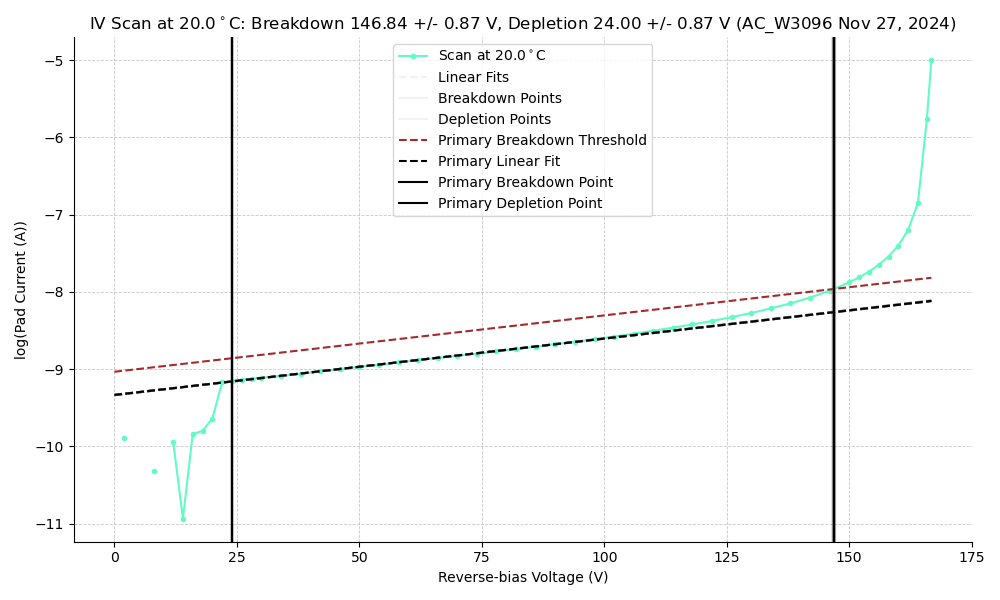 IV Scan at 20.0°C: Breakdown 146.84 +/- 0.87 V, Depletion 24.00 +/- 0.87 V (AC_W3096 Nov 27, 2024)
Scan at 20.0°C
Linear Fits
Breakdown Points
Depletion Points
Primary Breakdown Threshold
Primary Linear Fit
Primary Breakdown Point
Primary Depletion Point
log(Pad Current (A))
−5
−6
−7
−8
−9
−10
−11
0
25
50
75
100
125
150
175
Reverse-bias Voltage (V)